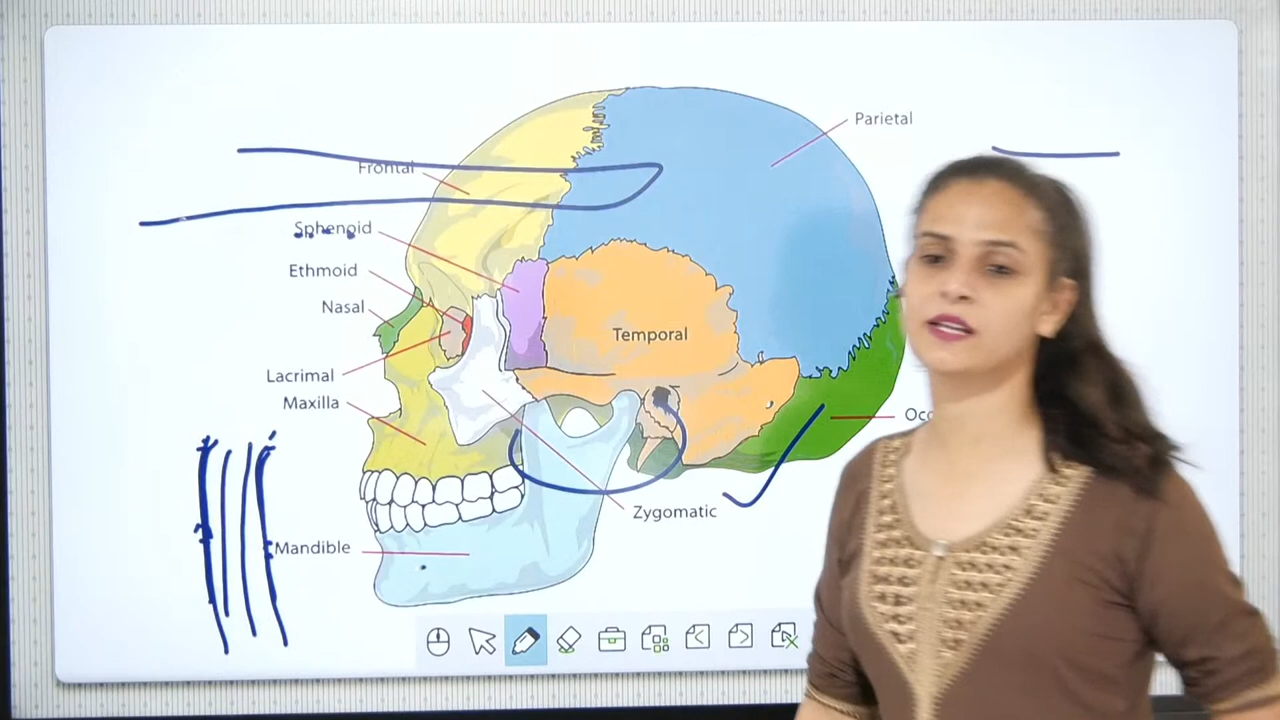 Parietal
Frontal
Sphenoid
Ethmoid
Nasal
Temporal
Lacrimal
Maxilla
Zygomatic
Mandible